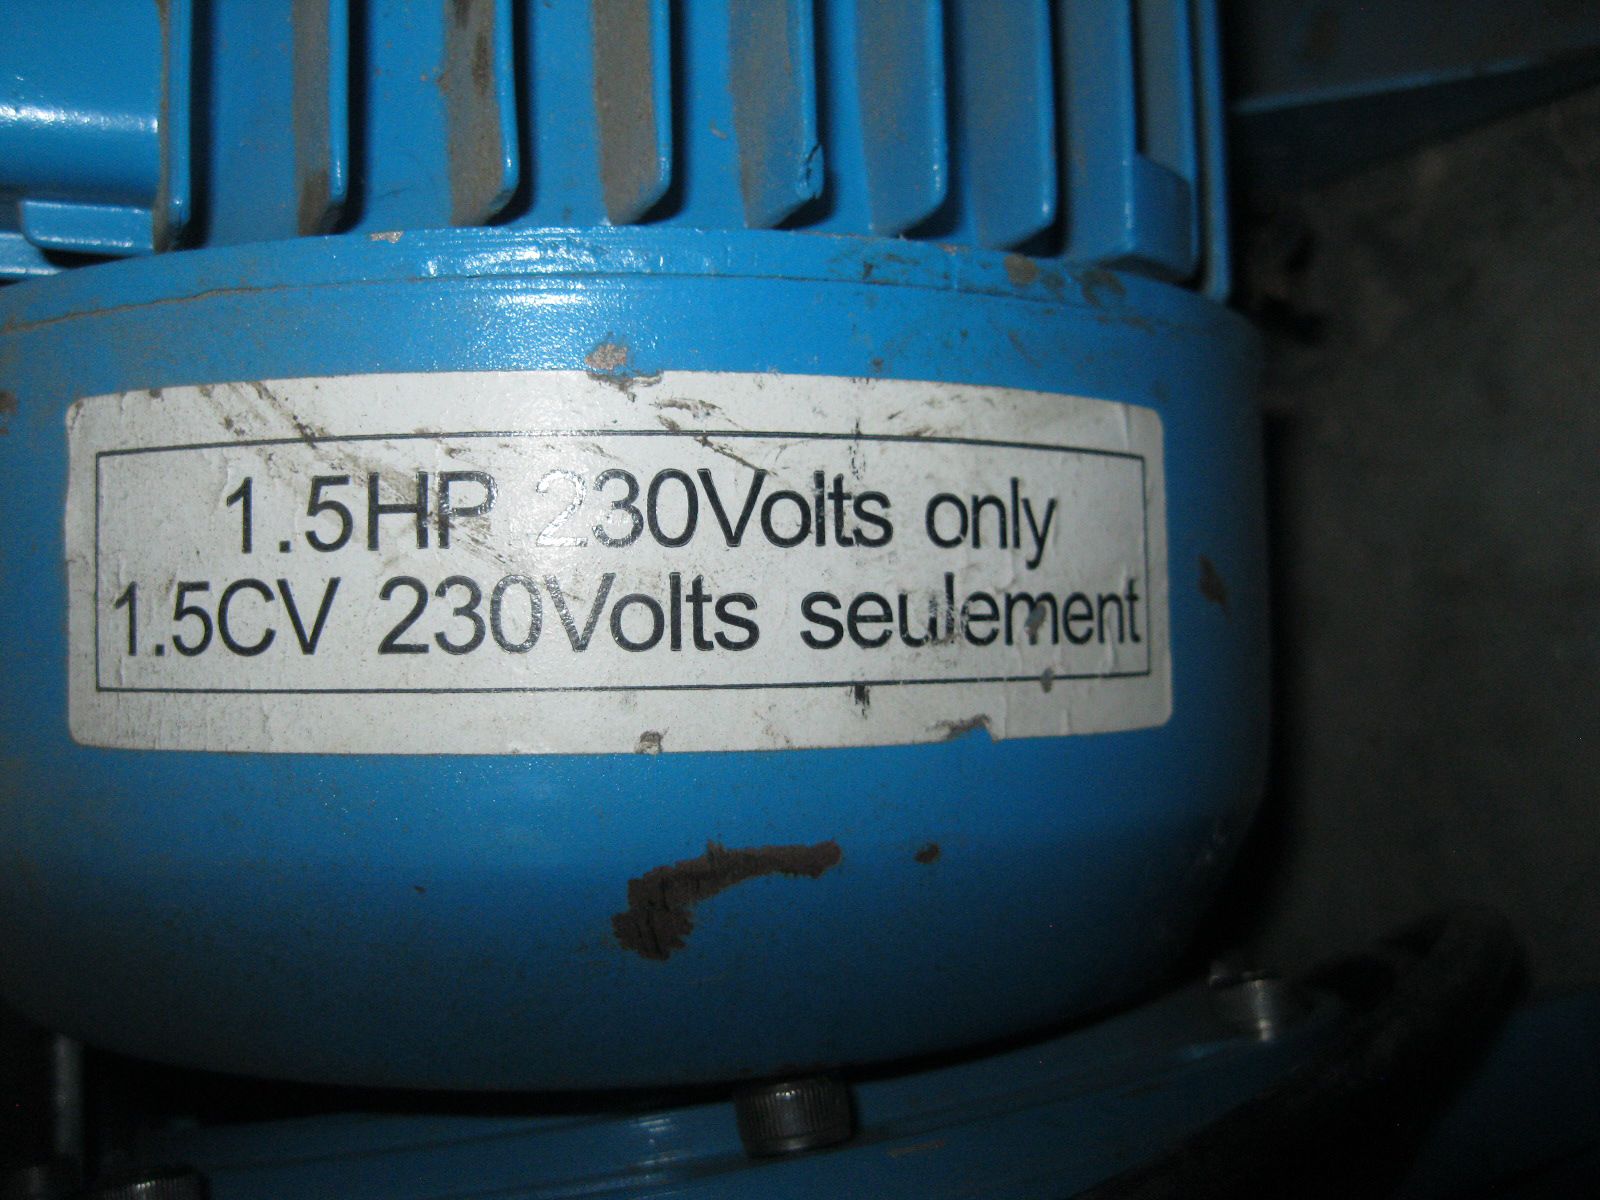 1.5HP 230Volts only
1.5CV 230Volts seulement